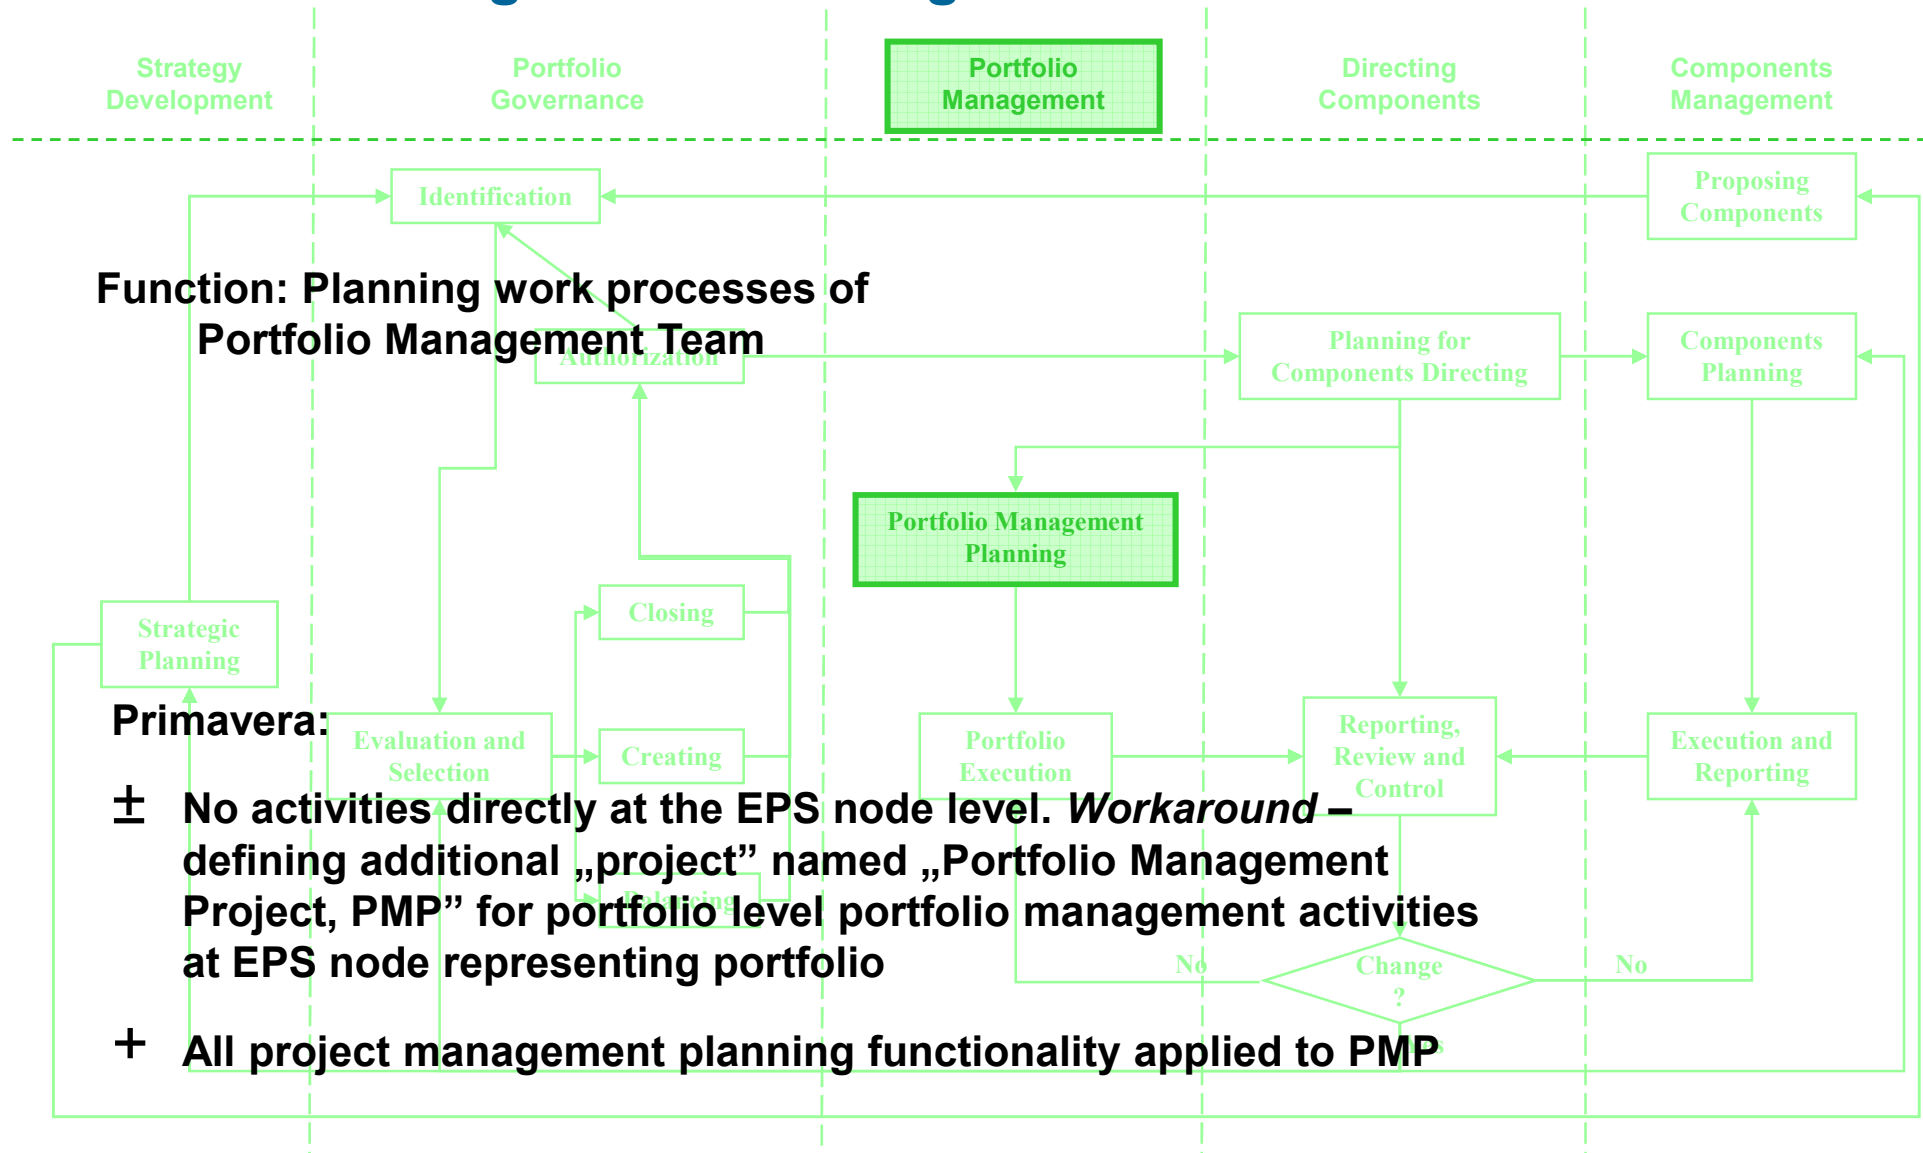 Strategy
Development
Portfolio
Governance
Portfolio
Management
Directing
Components
Components
Management
Identification
Proposing
Components
Function: Planning work processes of
Portfolio Management Team
Authorization
Planning for
Components Directing
Components
Planning
Portfolio Management
Planning
Closing
Strategic
Planning
Primavera:
Evaluation and
Selection
Creating
Portfolio
Execution
Reporting,
Review and
Control
Execution and
Reporting
± No activities directly at the EPS node level. Workaround –
defining additional „project” named „Portfolio Management
Balancing
Project, PMP” for portfolio level portfolio management activities
at EPS node representing portfolio
No
Change
?
No
+ All project management planning functionality applied to PMP
Yes